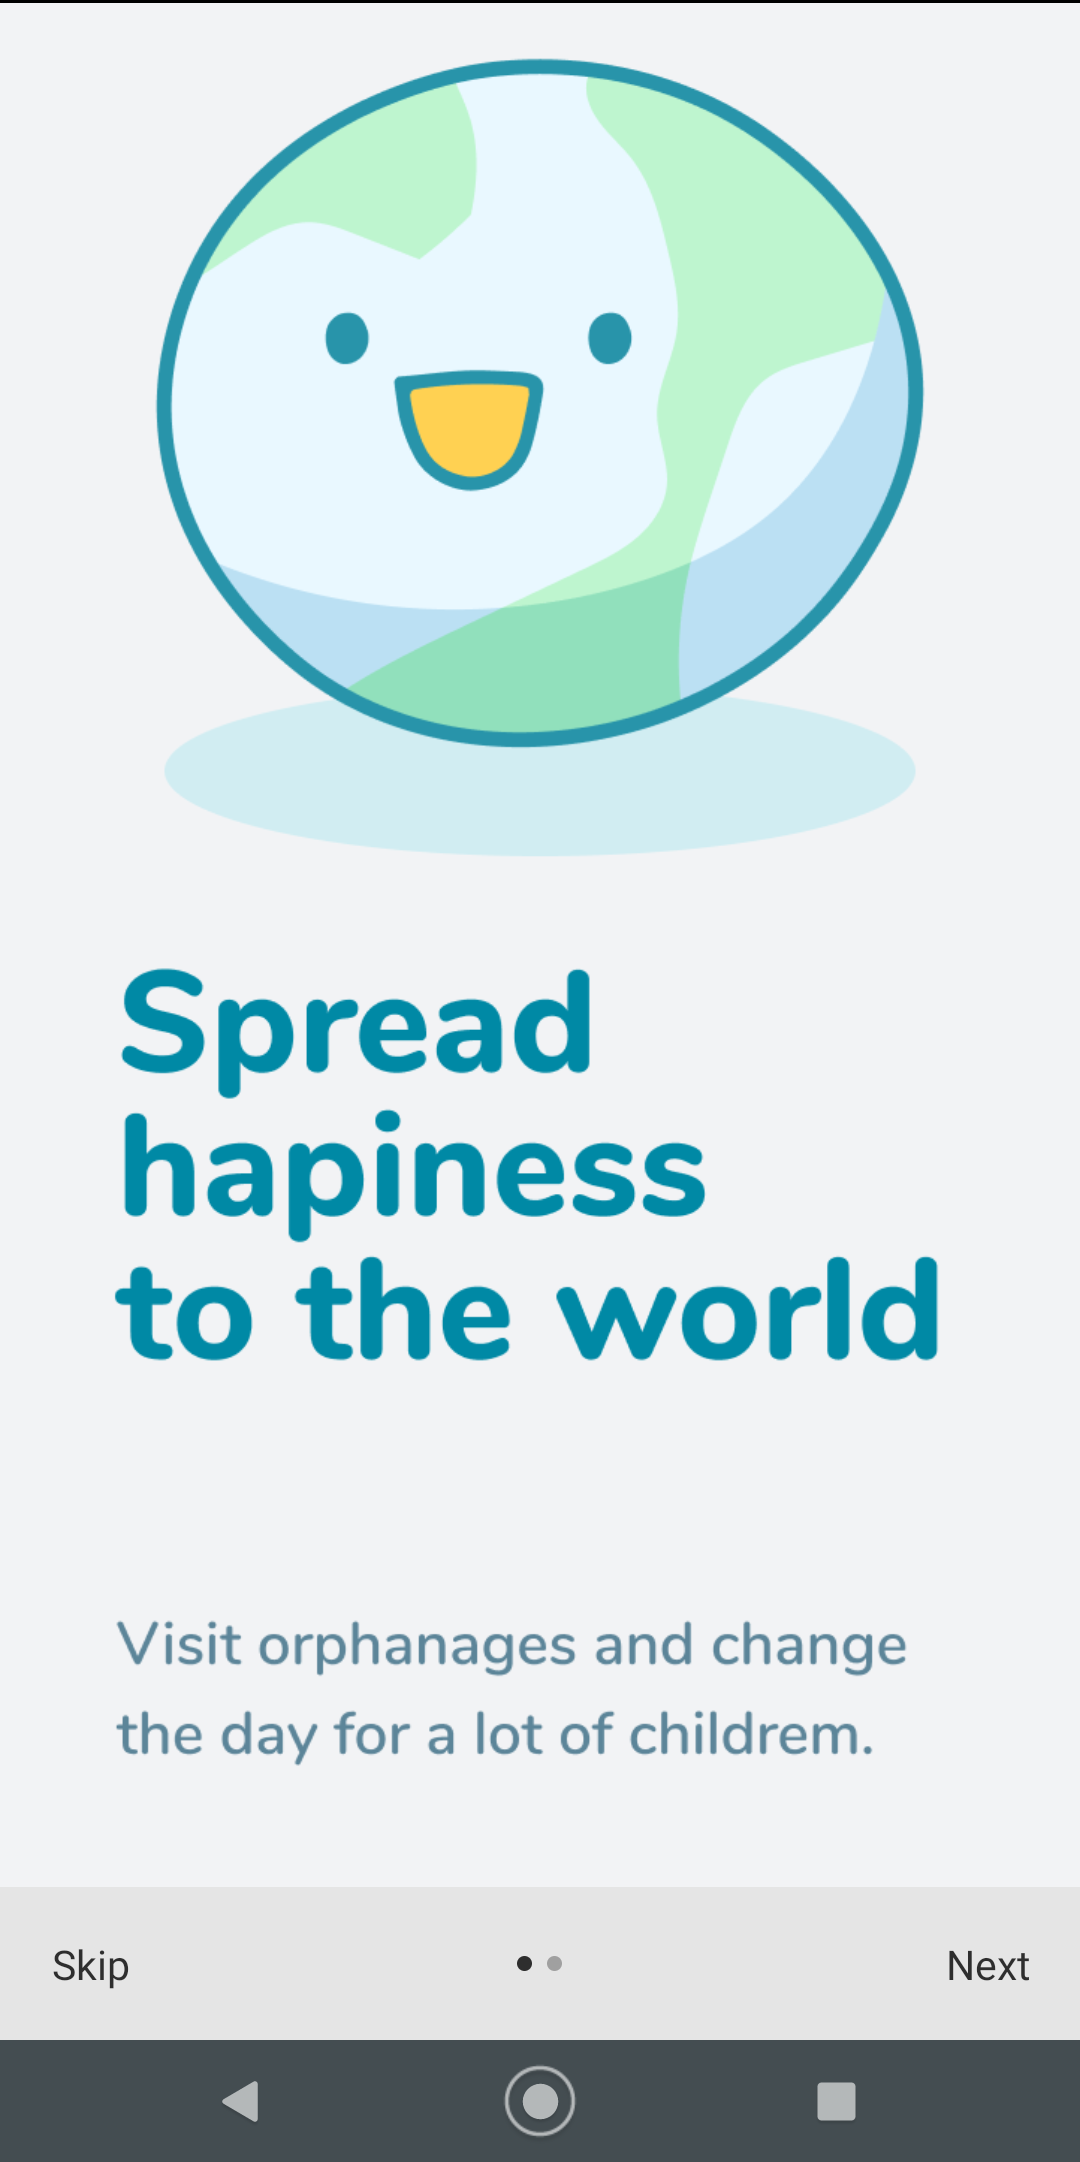 Spread
hapiness
to the world
Visit orphanages and change
the day for a lot of childrem.
Skip
Next